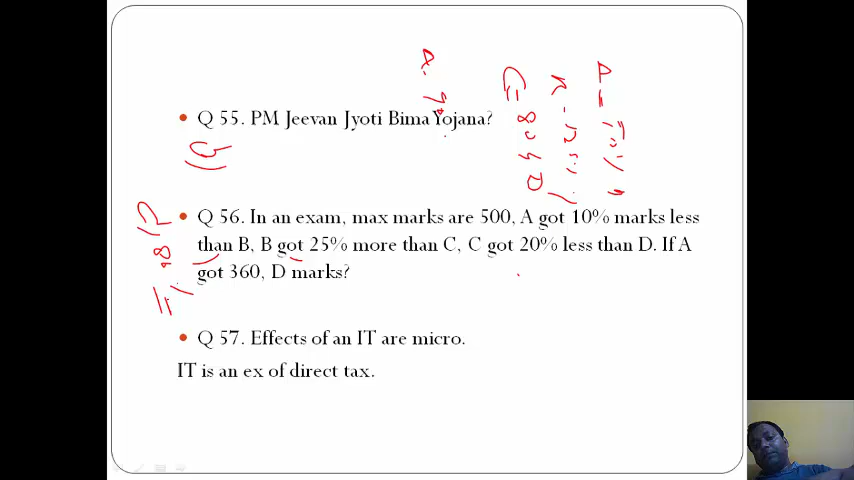 Q 55. PM Jeevan Jyoti Bima Yojana?
Q 56. In an exam, max marks are 500, A got 10% marks less
than B, B got 25% more than C, C got 20% less than D. If A
got 360, D marks?
Q 57. Effects of an IT are micro.
IT is an ex of direct tax.